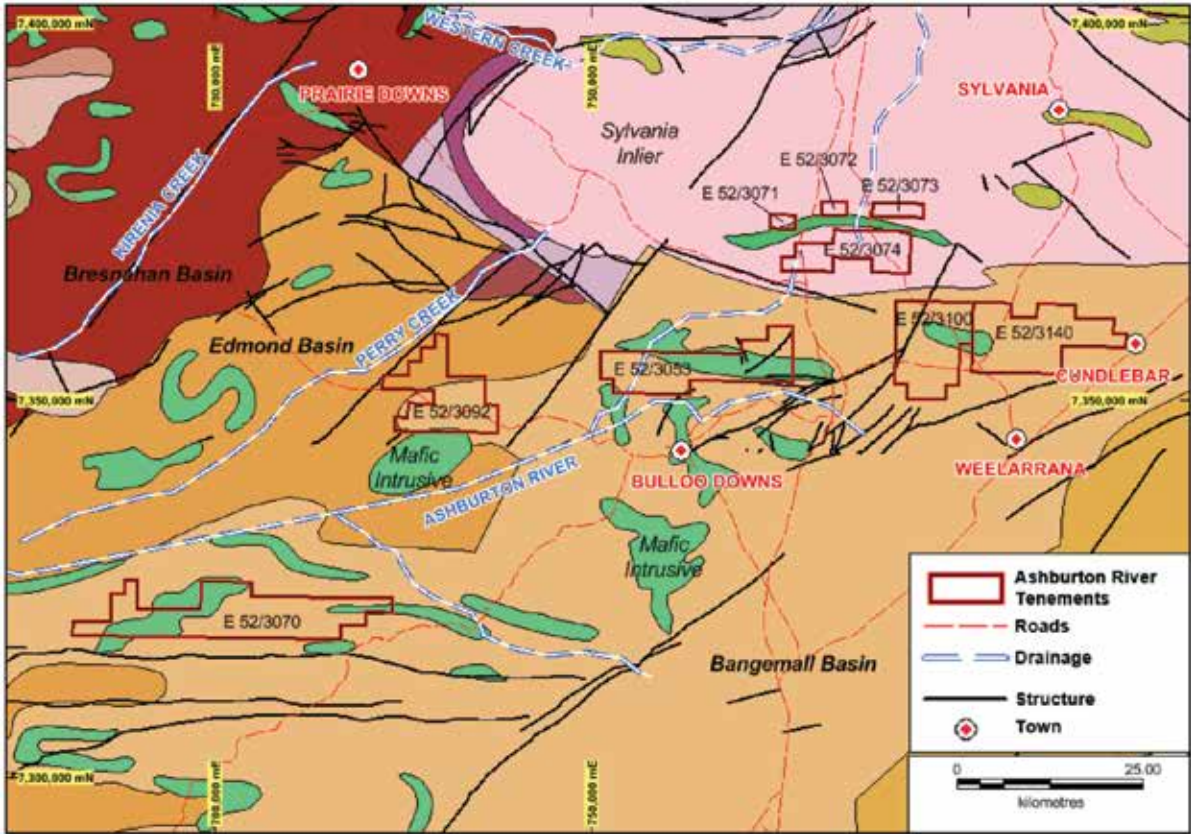 7,400,000 mN
700,000 mE
WESTERN CREEK
750,000 mE
7,400,000 mN
PRAIRIE DOWNS
SYLVANIA
Sylvania
Inlier
E 52/3072
E 52/3071
E 52/3073
KIRENIA CREEK
E 52/3074
Bresnahan Basin
PERRY CREEK
Edmond Basin
E 52/3100
E 52/3140
E 52/3053
CUNDLEBAR
7,350,000 mN
7,350,000 mN
E 52/3092
Mafic
Intrusive
ASHBURTON RIVER
BULLOO DOWNS
WEELARRANA
Mafic
Intrusive
E 52/3070
Bangemall Basin
7,300,000 mN
700,000 mE
750,000 mE
Ashburton River
Tenements
Roads
Drainage
Structure
Town
0
25.00
kilometres